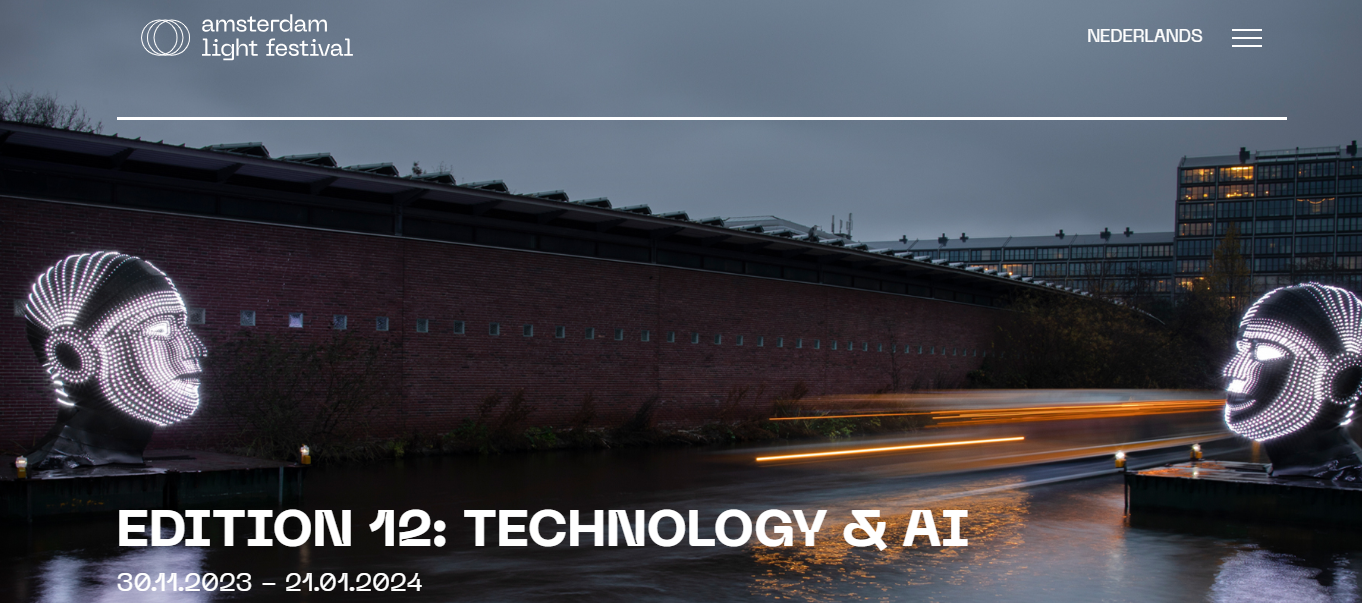 amsterdam
light festival
NEDERLANDS
EDITION 12: TECHNOLOGY & AI
30.11.2023 – 21.01.2024